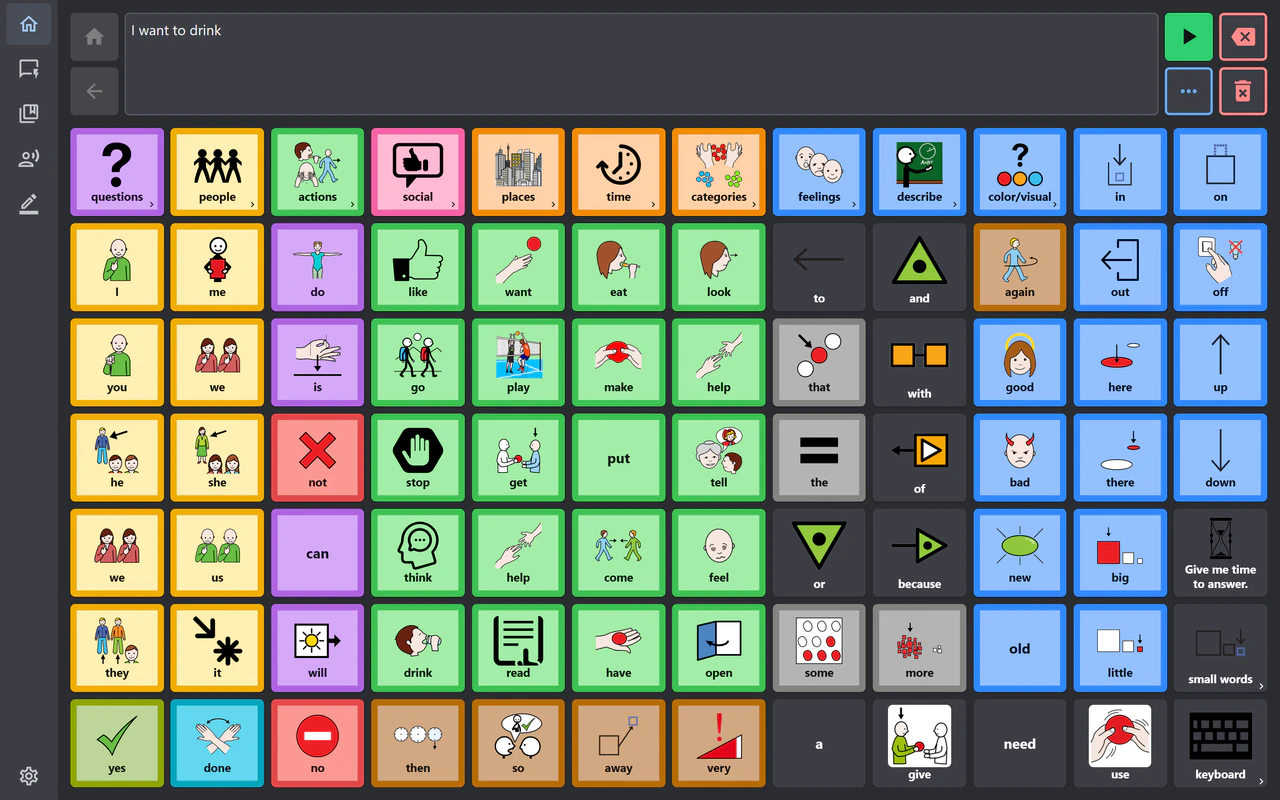 I want to drink
questions
people
actions
social
places
time
categories
feelings
describe
color/visual
in
on
I
me
do
like
want
eat
look
to
and
again
out
off
you
we
is
go
play
make
help
that
with
good
here
up
he
she
not
stop
get
put
tell
the
of
bad
there
down
we
us
can
think
help
come
feel
or
because
new
big
Give me time
to answer.
they
it
will
drink
read
have
open
some
more
old
little
small words
yes
done
no
then
so
away
very
a
give
need
use
keyboard